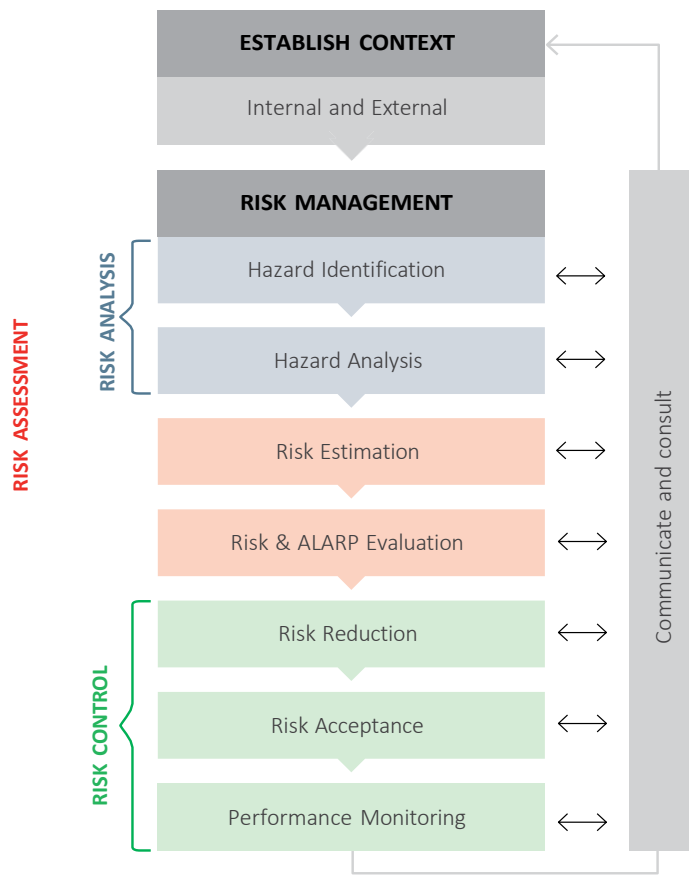 ESTABLISH CONTEXT
Internal and External
RISK MANAGEMENT
Hazard Identification
Hazard Analysis
Risk Estimation
Risk & ALARP Evaluation
Risk Reduction
Risk Acceptance
Performance Monitoring
RISK ASSESSMENT
RISK ANALYSIS
RISK CONTROL
Communicate and consult